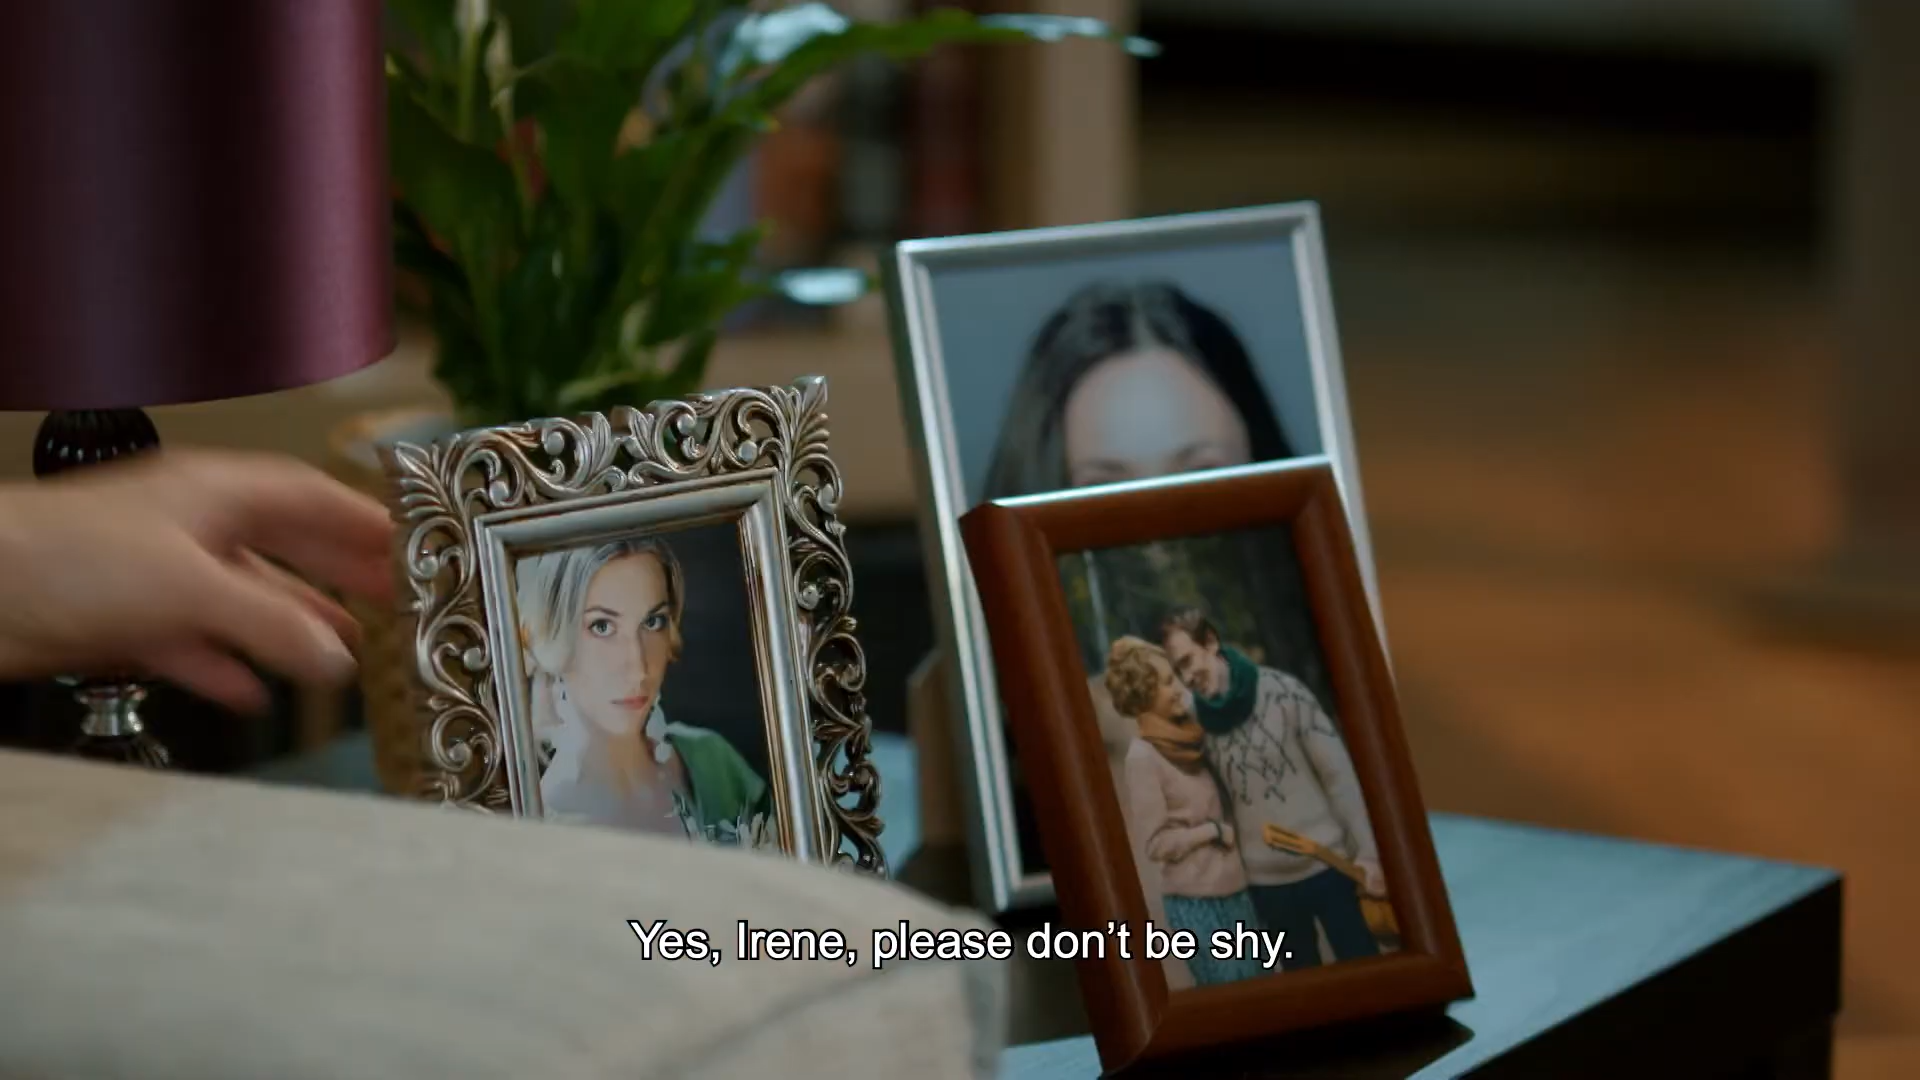 Yes, Irene, please don’t be shy.